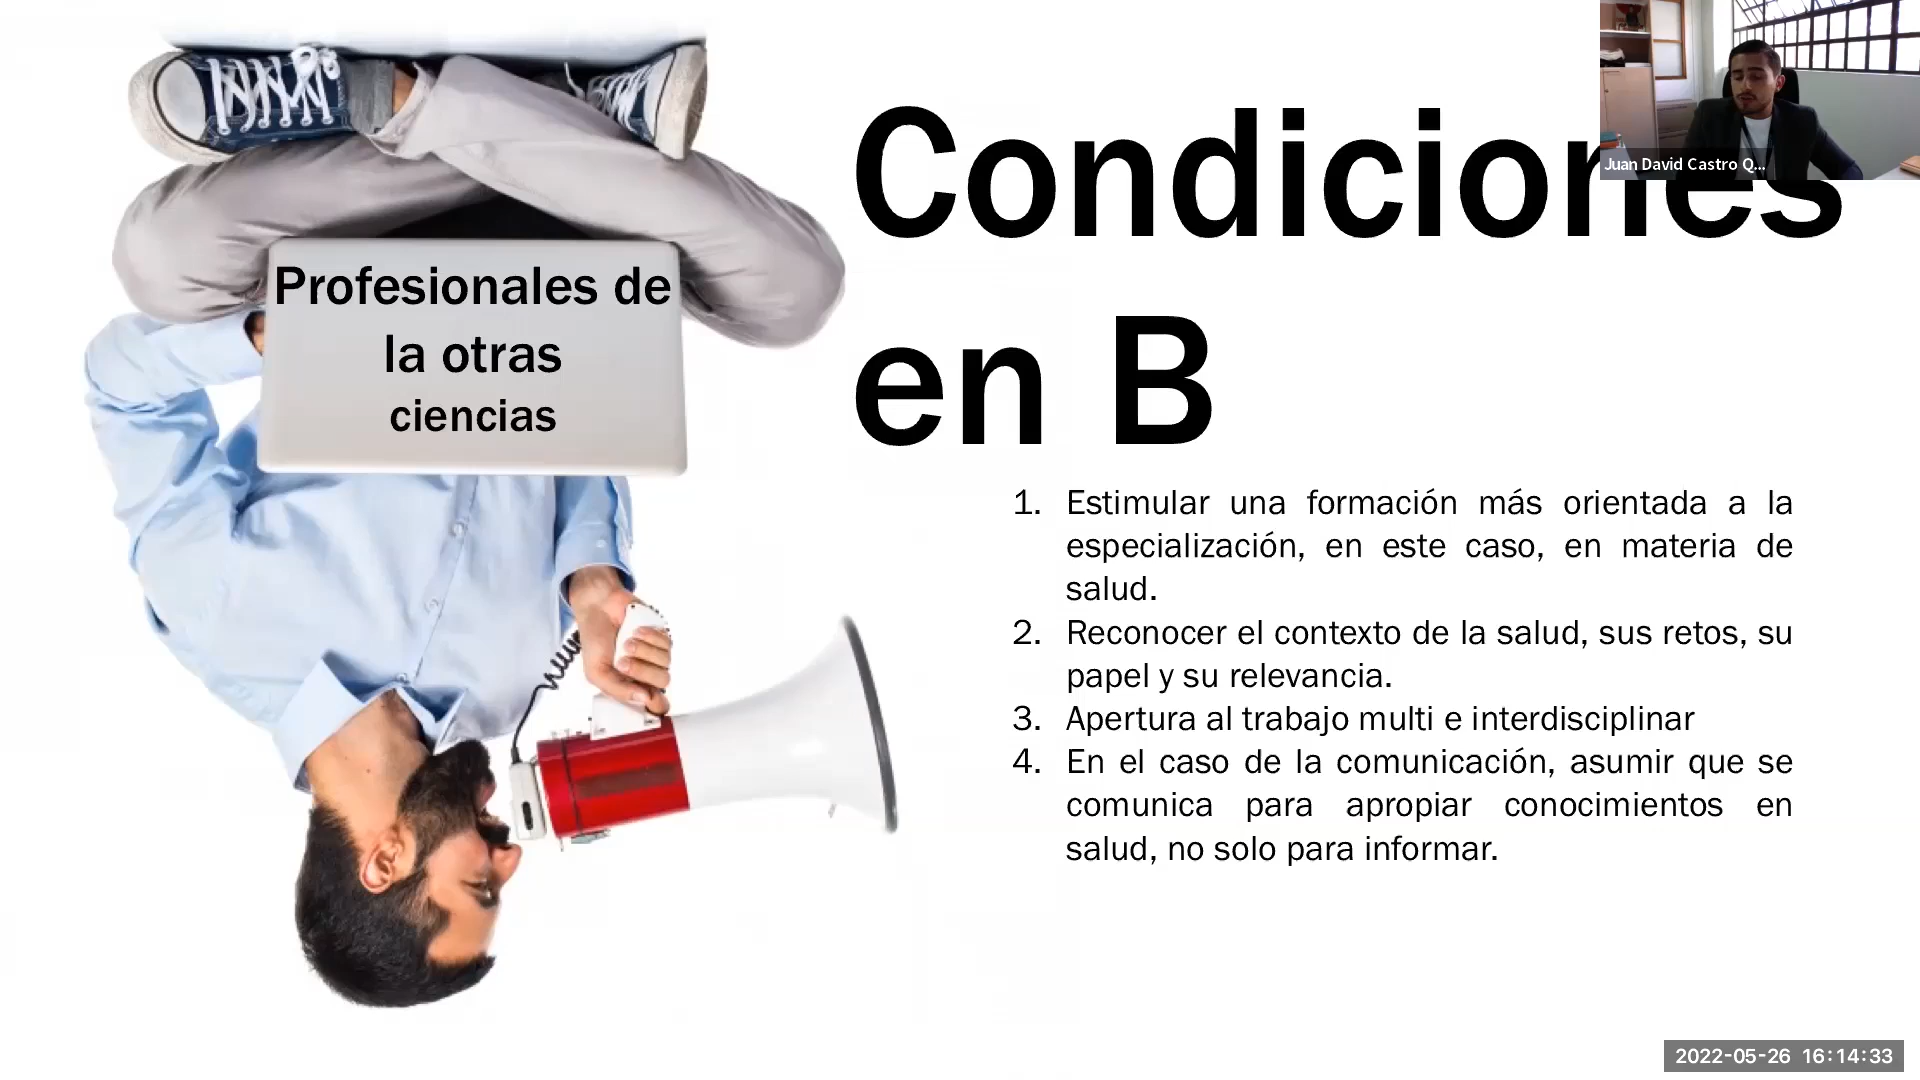 Profesionales de
la otras
ciencias
Condiciones
en B
1. Estimular una formación más orientada a la
especialización, en este caso, en materia de
salud.
2. Reconocer el contexto de la salud, sus retos, su
papel y su relevancia.
3. Apertura al trabajo multi e interdisciplinar
4. En el caso de la comunicación, asumir que se
comunica para apropiar conocimientos en
salud, no solo para informar.
Juan David Castro Q...
2022-05-26 16:14:33